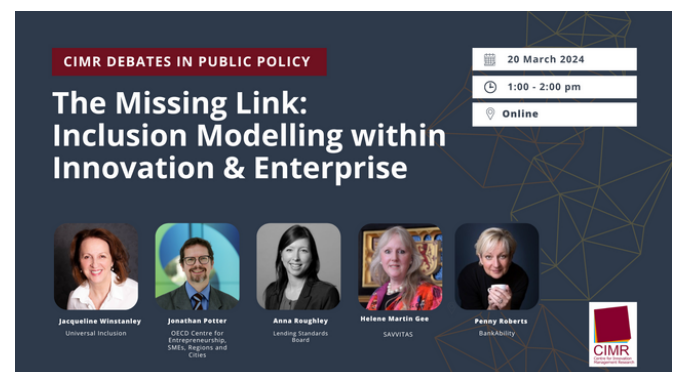 CIMR DEBATES IN PUBLIC POLICY
20 March 2024
1:00 - 2:00 pm
Online
The Missing Link:
Inclusion Modelling within
Innovation & Enterprise
Jacqueline Winstanley
Universal Inclusion
Jonathan Potter
OECD Centre for
Entrepreneurship,
SMEs, Regions and
Cities
Anna Roughley
Lending Standards
Board
Helene Martin Gee
SAVVITAS
Penny Roberts
BankAbility
CIMR
Centre for Innovation
Management Research